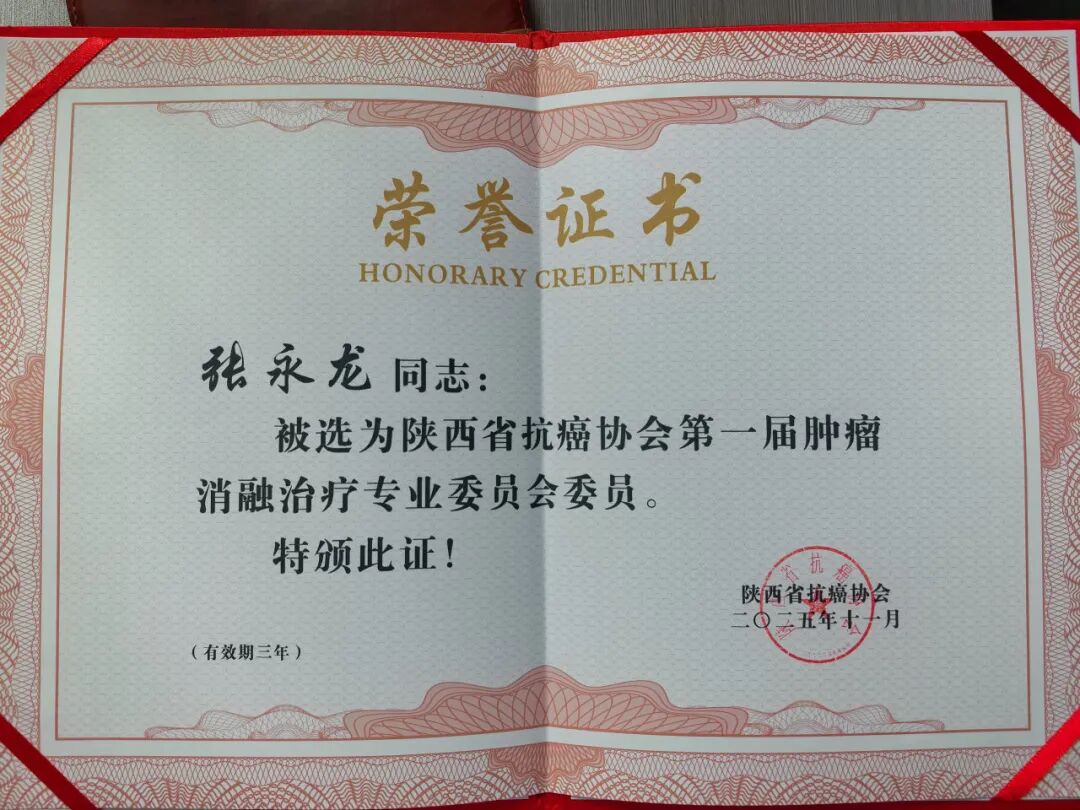 荣誉证书
HONORARY CREDENTIAL
张永龙 同志：
被选为陕西省抗癌协会第一届肿瘤
消融治疗专业委员会委员。
特颁此证！
陕西省抗癌协会
二〇二五年十一月
（有效期三年）